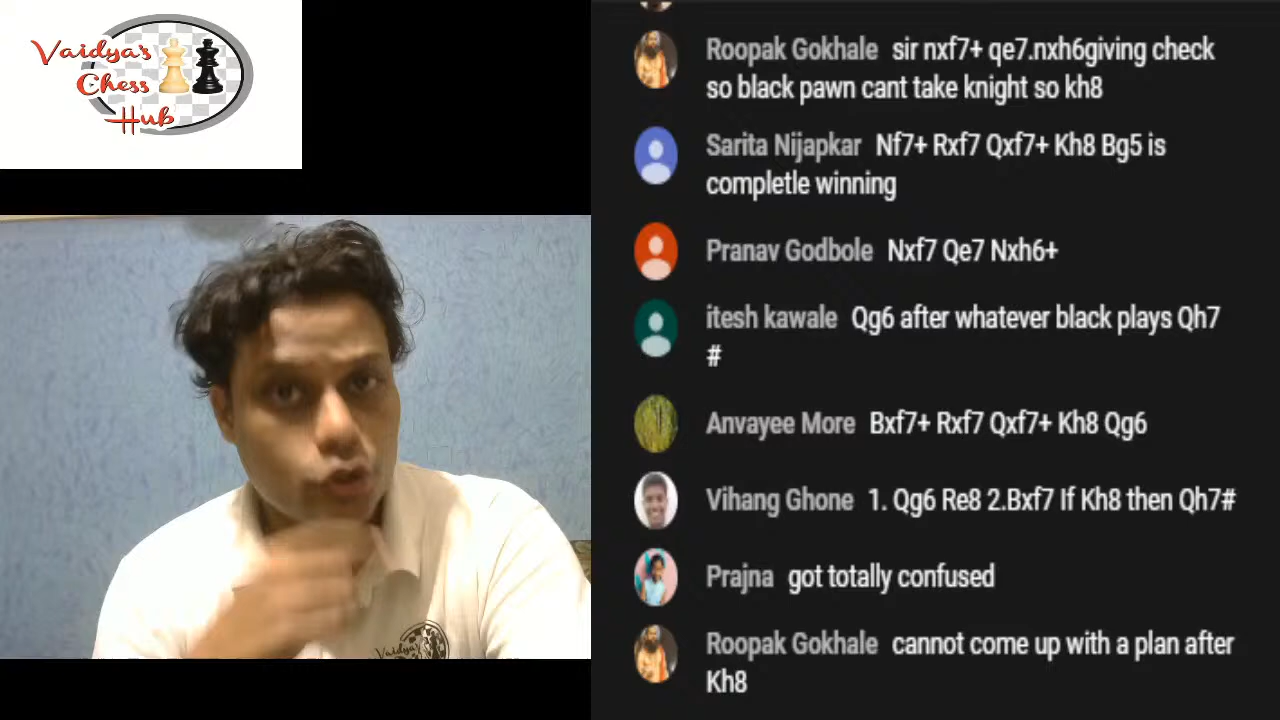 Vaidya's
Chess
Hub
Roopak Gokhale sir nxf7+ qe7.nxh6giving check
so black pawn cant take knight so kh8
Sarita Nijapkar Nf7+ Rxf7 Qxf7+ Kh8 Bg5 is
completle winning
Pranav Godbole Nxf7 Qe7 Nxh6+
itesh kawale Qg6 after whatever black plays Qh7
#
Anvayee More Bxf7+ Rxf7 Qxf7+ Kh8 Qg6
Vihang Ghone 1. Qg6 Re8 2.Bxf7 If Kh8 then Qh7#
Prajna got totally confused
Roopak Gokhale cannot come up with a plan after
Kh8
Vaidya's